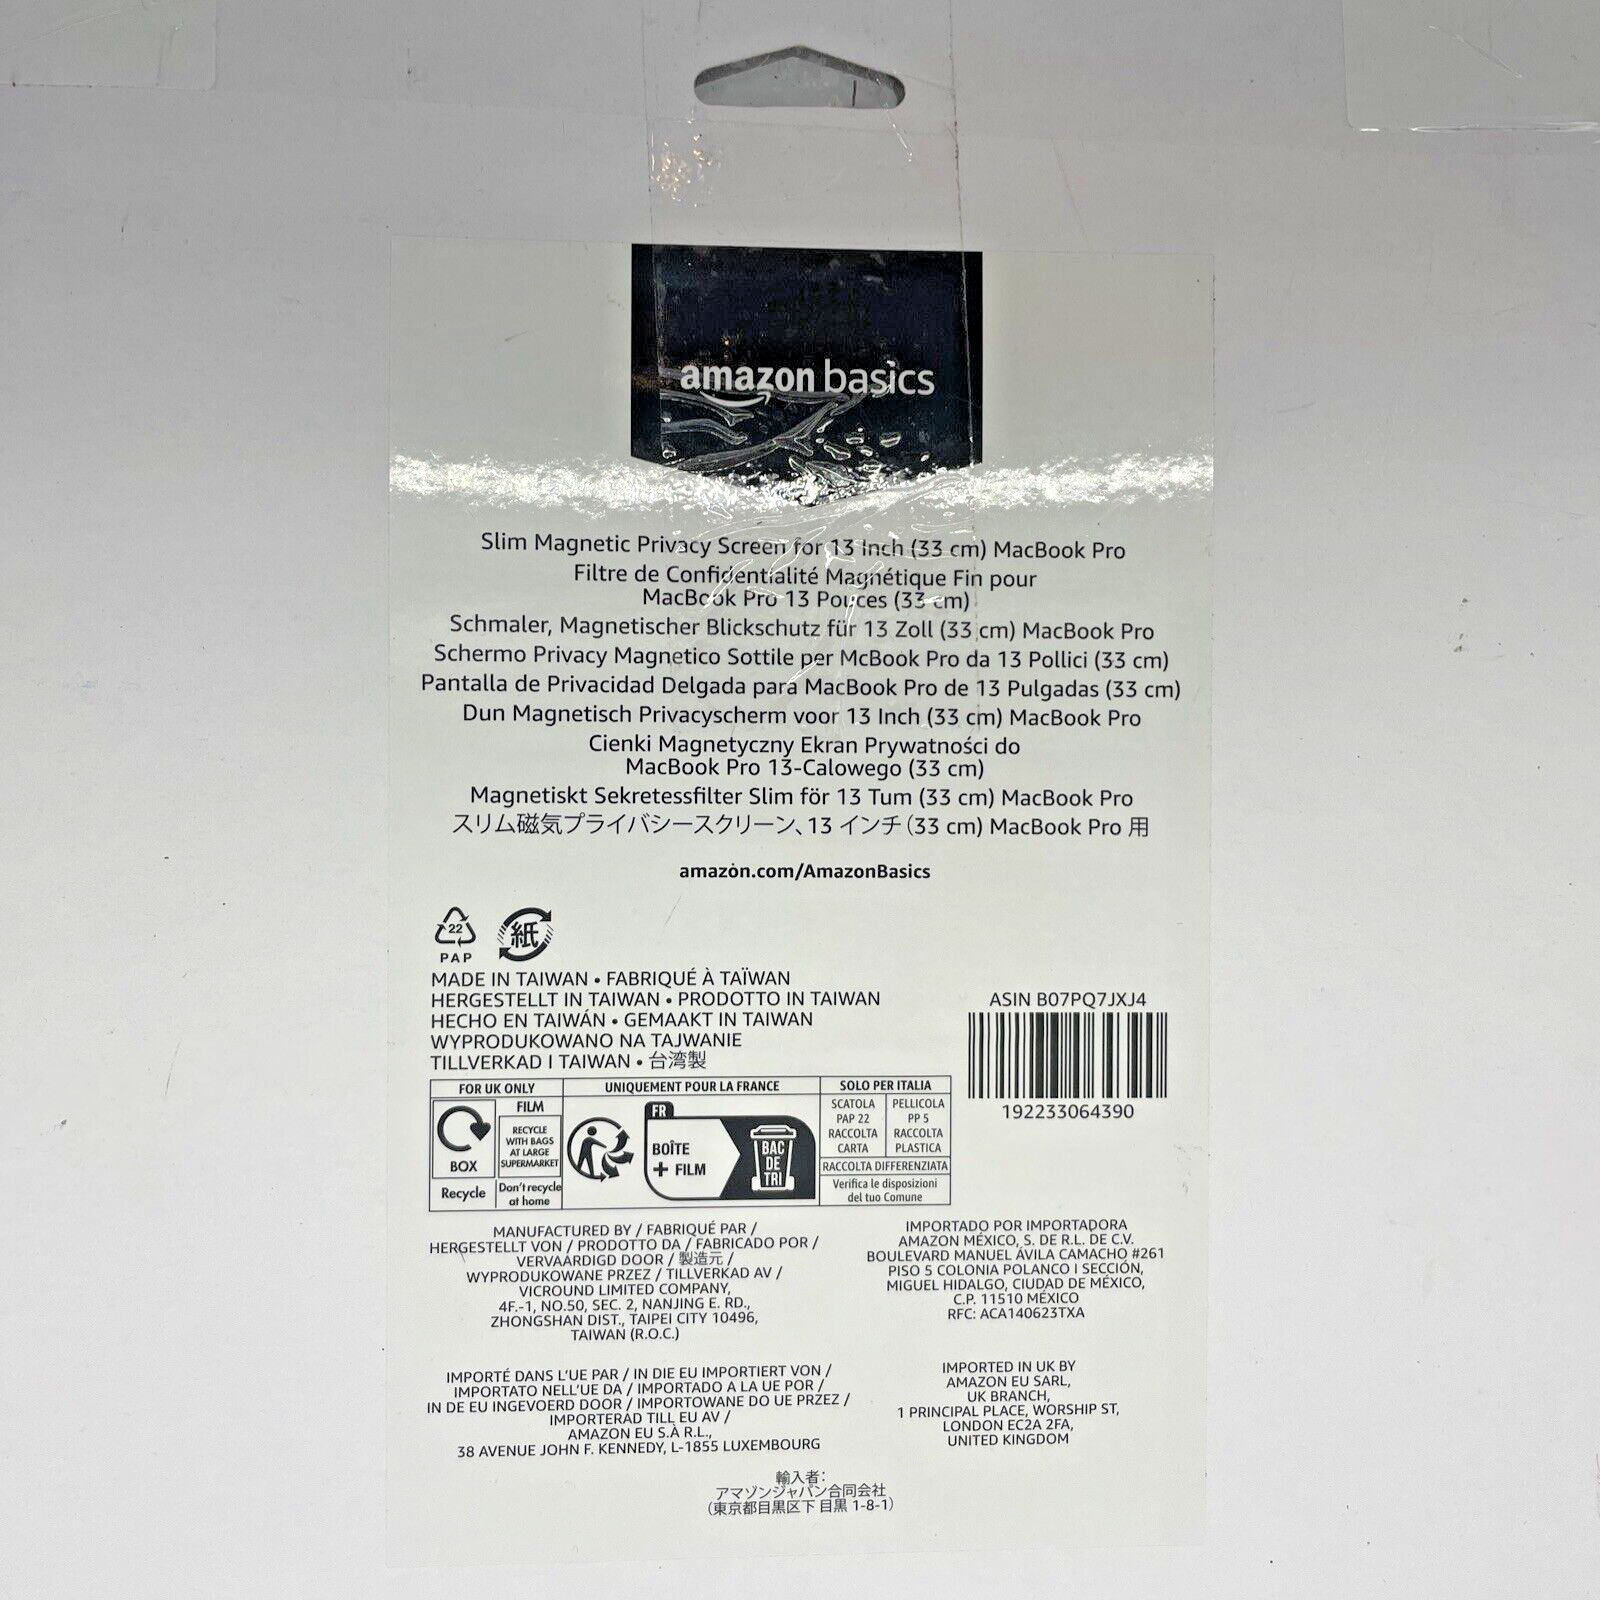 amazon basics
Slim Magnetic Privacy Screen for 13 Inch (33 cm) MacBook Pro
Filtre de Confidentialité Magnétique Fin pour
MacBook Pro 13 Pouces (33 cm)
Schmaler, Magnetischer Blickschutz für 13 Zoll (33 cm) MacBook Pro
Schermo Privacy Magnetico Sottile per McBook Pro da 13 Pollici (33 cm)
Pantalla de Privacidad Delgada para MacBook Pro de 13 Pulgadas (33 cm)
Dun Magnetisch Privacyscherm voor 13 Inch (33 cm) MacBook Pro
Cienki Magnetyczny Ekran Prywatności do
MacBook Pro 13-Calowego (33 cm)
Magnetiskt Sekretessfilter Slim för 13 Tum (33 cm) MacBook Pro
スリム磁気プライバシースクリーン、13 インチ (33 cm) MacBook Pro 用
amazon.com/AmazonBasics
22
PAP
紙
MADE IN TAIWAN • FABRIQUÉ À TAÏWAN
HERGESTELLT IN TAIWAN • PRODOTTO IN TAIWAN
HECHO EN TAIWÁN • GEMAAKT IN TAIWAN
WYPRODUKOWANO NA TAJWANIE
TILLVERKAD I TAIWAN • 台湾製
ASIN B07PQ7JXJ4
192233064390
FOR UK ONLY
BOX
Recycle
FILM
RECYCLE
WITH BAGS
AT LARGE
SUPERMARKET
Don't recycle
at home
UNIQUEMENT POUR LA FRANCE
FR
BOÎTE
+ FILM
BAC
DE
TRI
SOLO PER ITALIA
SCATOLA
PAP 22
RACCOLTA
CARTA
PELLICOLA
PP 5
RACCOLTA
PLASTICA
RACCOLTA DIFFERENZIATA
Verifica le disposizioni
del tuo Comune
MANUFACTURED BY / FABRIQUÉ PAR /
HERGESTELLT VON / PRODOTTO DA / FABRICADO POR /
VERVAARDIGD DOOR / 製造元 /
WYPRODUKOWANE PRZEZ / TILLVERKAD AV /
VICROUND LIMITED COMPANY,
4F.-1, NO.50, SEC. 2, NANJING E. RD.,
ZHONGSHAN DIST., TAIPEI CITY 10496,
TAIWAN (R.O.C.)
IMPORTADO POR IMPORTADORA
AMAZON MÉXICO, S. DE R.L. DE C.V.
BOULEVARD MANUEL ÁVILA CAMACHO #261
PISO 5 COLONIA POLANCO I SECCIÓN,
MIGUEL HIDALGO, CIUDAD DE MÉXICO,
C.P. 11510 MÉXICO
RFC: ACA140623TXA
IMPORTÉ DANS L'UE PAR / IN DIE EU IMPORTIERT VON /
IMPORTATO NELL'UE DA / IMPORTADO A LA UE POR /
IN DE EU INGEVOERD DOOR / IMPORTOWANE DO UE PRZEZ /
IMPORTERAD TILL EU AV /
AMAZON EU S.À R.L.,
38 AVENUE JOHN F. KENNEDY, L-1855 LUXEMBOURG
IMPORTED IN UK BY
AMAZON EU SARL,
UK BRANCH,
1 PRINCIPAL PLACE, WORSHIP ST,
LONDON EC2A 2FA,
UNITED KINGDOM
輸入者:
アマゾンジャパン合同会社
(東京都目黒区下 目黒 1-8-1)